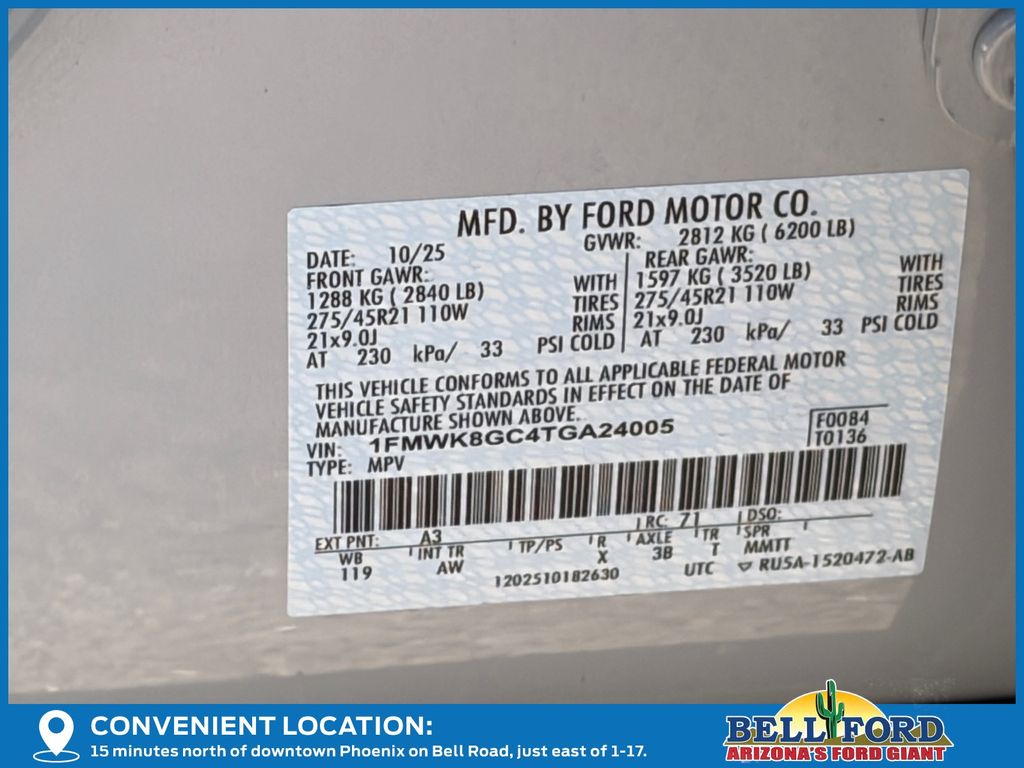 MFD. BY FORD MOTOR CO.
DATE: 10/25 GVWR: 2812 KG ( 6200 LB)
FRONT GAWR: REAR GAWR:
1288 KG ( 2840 LB) WITH 1597 KG ( 3520 LB) WITH
275/45R21 110W TIRES 275/45R21 110W TIRES
21x9.0J RIMS 21x9.0J RIMS
AT 230 kPa/ 33 PSI COLD AT 230 kPa/ 33 PSI COLD
THIS VEHICLE CONFORMS TO ALL APPLICABLE FEDERAL MOTOR
VEHICLE SAFETY STANDARDS IN EFFECT ON THE DATE OF
MANUFACTURE SHOWN ABOVE.
VIN: 1FMWK8GC4TGA24005 F0084
TYPE: MPV T0136
EXT PNT: A3 RC: 71 DSO:
WB INT TR TP/PS R AXLE TR SPR
119 AW X 3B T MMTT
1202510182630 UTC ▽ RU5A-1520472-AB
CONVENIENT LOCATION:
15 minutes north of downtown Phoenix on Bell Road, just east of 1-17.
BELL FORD
ARIZONA'S FORD GIANT